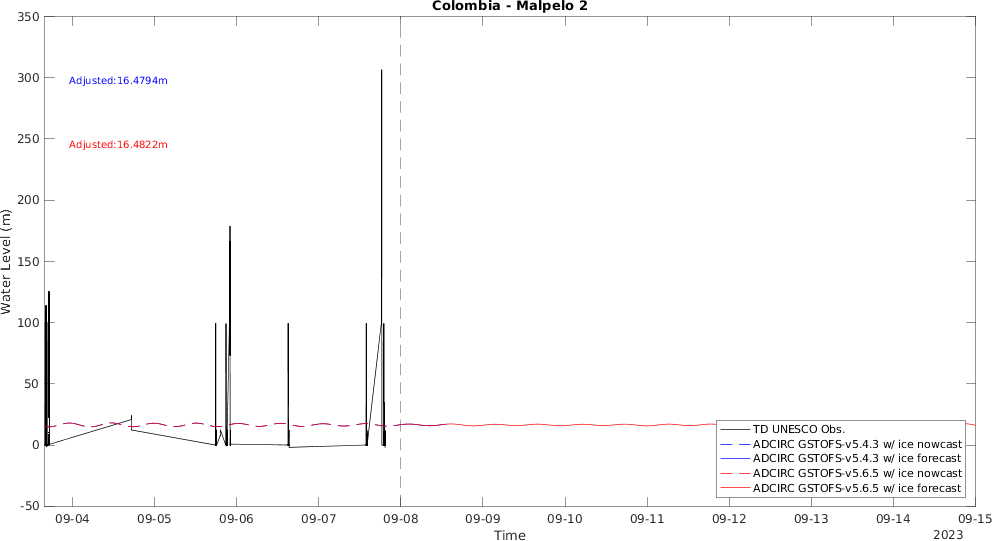 Colombia - Malpelo 2
350
300
250
200
150
100
50
0
-50
Water Level (m)
Adjusted:16.4794m
Adjusted:16.4822m
TD UNESCO Obs.
ADCIRC GSTOFS-v5.4.3 w/ ice nowcast
ADCIRC GSTOFS-v5.4.3 w/ ice forecast
ADCIRC GSTOFS-v5.6.5 w/ ice nowcast
ADCIRC GSTOFS-v5.6.5 w/ ice forecast
09-04 09-05 09-06 09-07 09-08 09-09 09-10 09-11 09-12 09-13 09-14 09-15
Time
2023